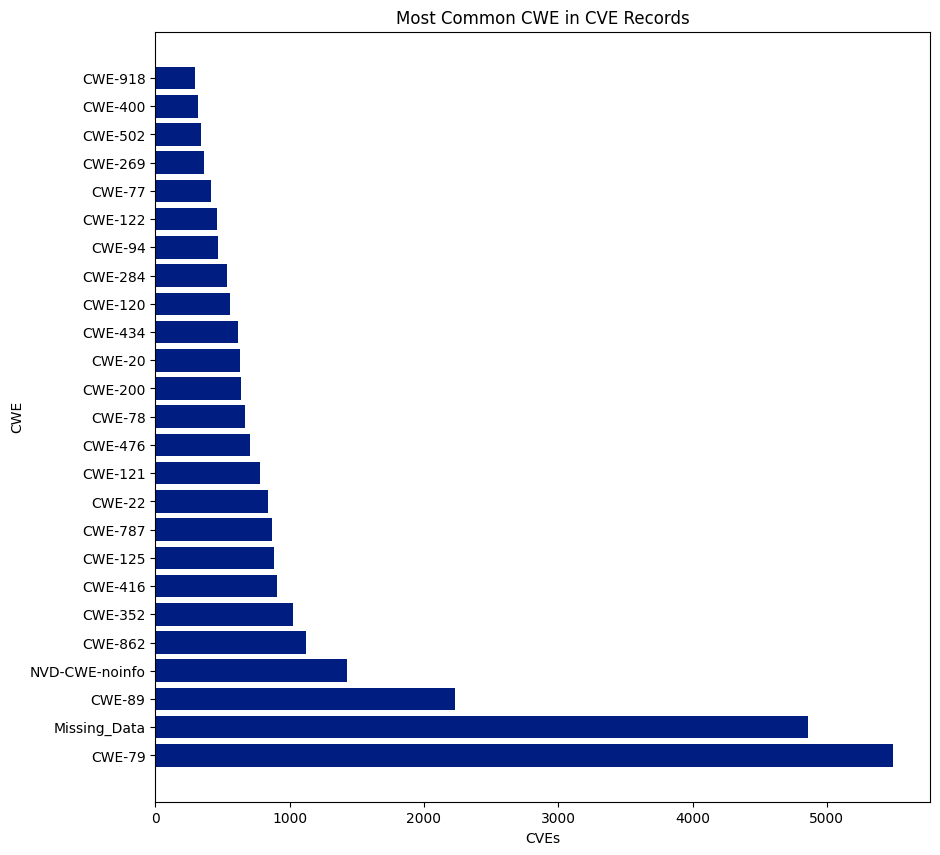 Most Common CWE in CVE Records
CWE-918
CWE-400
CWE-502
CWE-269
CWE-77
CWE-122
CWE-94
CWE-284
CWE-120
CWE-434
CWE-20
CWE-200
CWE-78
CWE-476
CWE-121
CWE-22
CWE-787
CWE-125
CWE-416
CWE-352
CWE-862
NVD-CWE-noinfo
CWE-89
Missing_Data
CWE-79
CWE
0 1000 2000 3000 4000 5000
CVEs